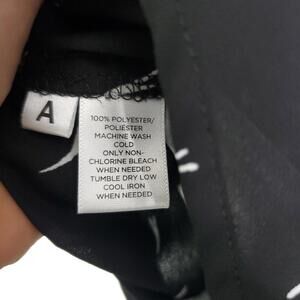 A
100% POLYESTER/
POLIESTER
MACHINE WASH
COLD
ONLY NON-
CHLORINE BLEACH
WHEN NEEDED
TUMBLE DRY LOW
COOL IRON
WHEN NEEDED